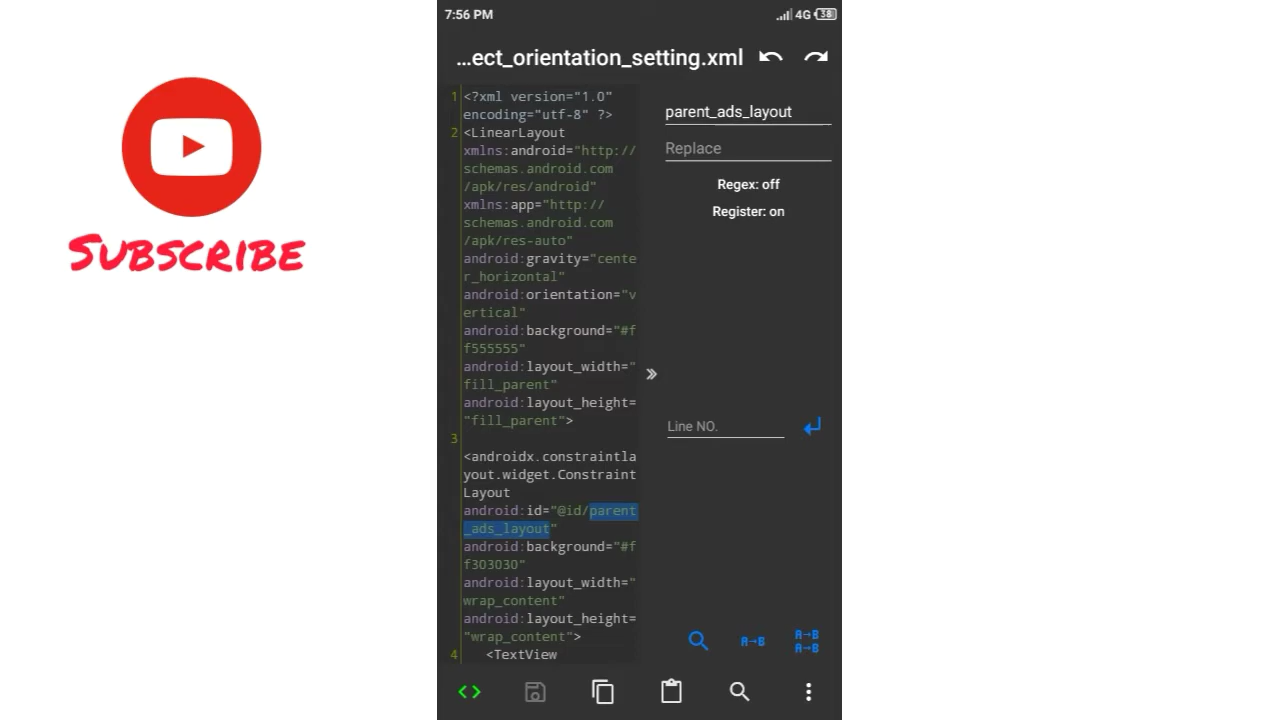 7:56 PM
4G 38
...ect_orientation_setting.xml
1 <?xml version="1.0"
encoding="utf-8" ?>
2 <LinearLayout
xmlns:android="http://
schemas.android.com
/apk/res/android"
xmlns:app="http://
schemas.android.com
/apk/res-auto"
android:gravity="cente
r_horizontal"
android:orientation="v
ertical"
android:background="#f
f555555"
android:layout_width="
fill_parent"
android:layout_height=
"fill_parent">
3
<androidx.constraintla
yout.widget.Constraint
Layout
android:id="@id/parent
_ads_layout"
android:background="#f
f303030"
android:layout_width="
wrap_content"
android:layout_height=
"wrap_content">
4 <TextView
parent_ads_layout
Replace
Regex: off
Register: on
»
Line NO.
A→B
A→B
A→B
<>
SUBSCRIBE